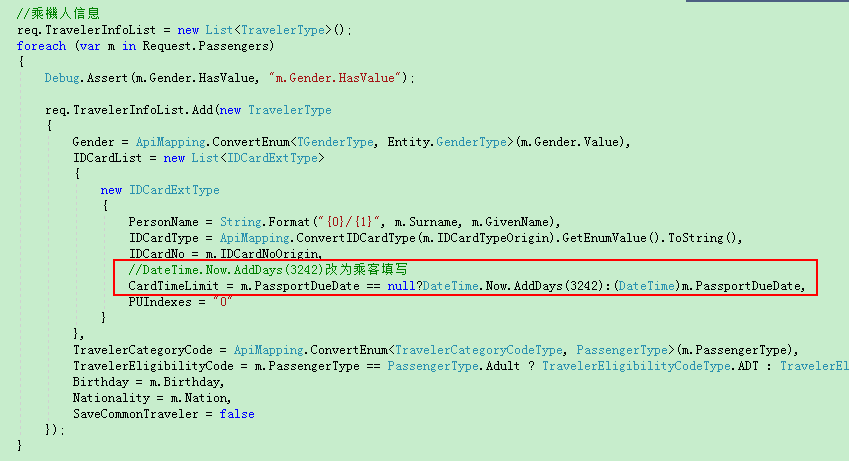 //乘機人信息
req.TravelerInfoList = new List<TravelerType>();
foreach (var m in Request.Passengers)
{
Debug.Assert(m.Gender.HasValue, "m.Gender.HasValue");
req.TravelerInfoList.Add(new TravelerType
{
Gender = ApiMapping.ConvertEnum<TGenderType, Entity.GenderType>(m.Gender.Value),
IDCardList = new List<IDCardExtType>
{
new IDCardExtType
{
PersonName = String.Format("{0}/{1}", m.Surname, m.GivenName),
IDCardType = ApiMapping.ConvertIDCardType(m.IDCardTypeOrigin).GetEnumValue().ToString(),
IDCardNo = m.IDCardNoOrigin,
//DateTime.Now.AddDays(3242)改为乘客填写
CardTimeLimit = m.PassportDueDate == null?DateTime.Now.AddDays(3242):(DateTime)m.PassportDueDate,
PUIndexes = "0"
}
},
TravelerCategoryCode = ApiMapping.ConvertEnum<TravelerCategoryCodeType, PassengerType>(m.PassengerType),
TravelerEligibilityCode = m.PassengerType == PassengerType.Adult ? TravelerEligibilityCodeType.ADT : TravelerEl
Birthday = m.Birthday,
Nationality = m.Nation,
SaveCommonTraveler = false
});
}